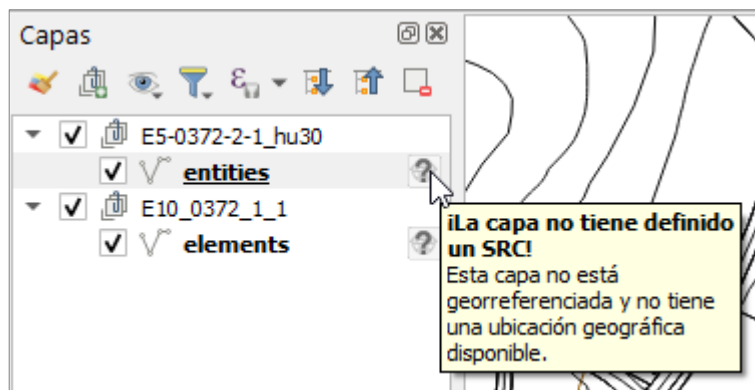 Capas
E5-0372-2-1_hu30
entities
E10_0372_1_1
elements
¡La capa no tiene definido
un SRC!
Esta capa no está
georreferenciada y no tiene
una ubicación geográfica
disponible.